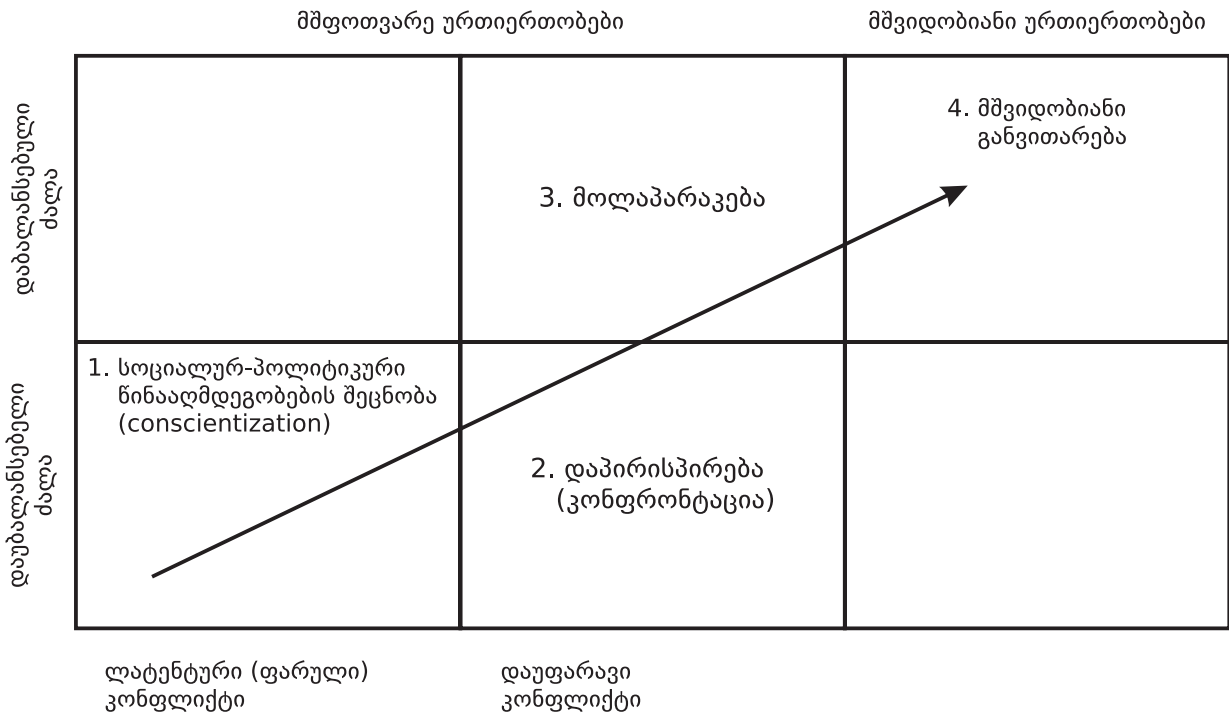 მშფოთვარე ურთიერთობები
მშვიდობიანი ურთიერთობები
დაბალანსებული
ძალა
4. მშვიდობიანი
განვითარება
3. მოლაპარაკება
დაუბალანსებელი
ძალა
1. სოციალურ-პოლიტიკური
წინააღმდეგობების შეცნობა
(conscientization)
2. დაპირისპირება
(კონფრონტაცია)
ლატენტური (ფარული)
კონფლიქტი
დაუფარავი
კონფლიქტი